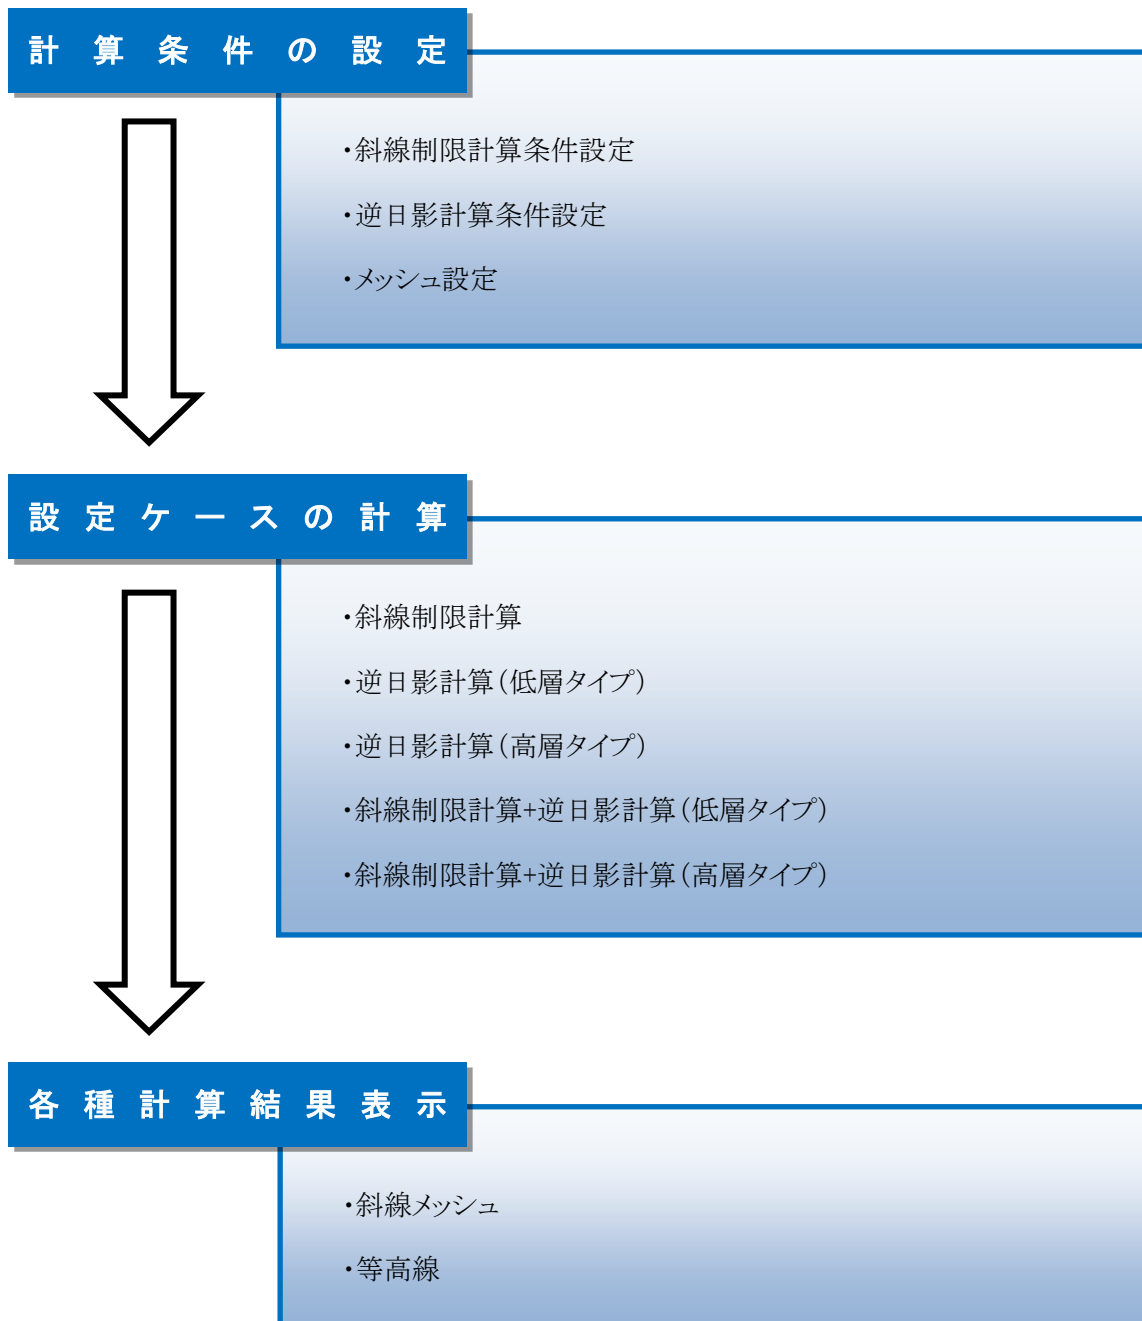 計算条件の設定
・斜線制限計算条件設定
・逆日影計算条件設定
・メッシュ設定
設定ケースの計算
・斜線制限計算
・逆日影計算(低層タイプ)
・逆日影計算(高層タイプ)
・斜線制限計算+逆日影計算(低層タイプ)
・斜線制限計算+逆日影計算(高層タイプ)
各種計算結果表示
・斜線メッシュ
・等高線